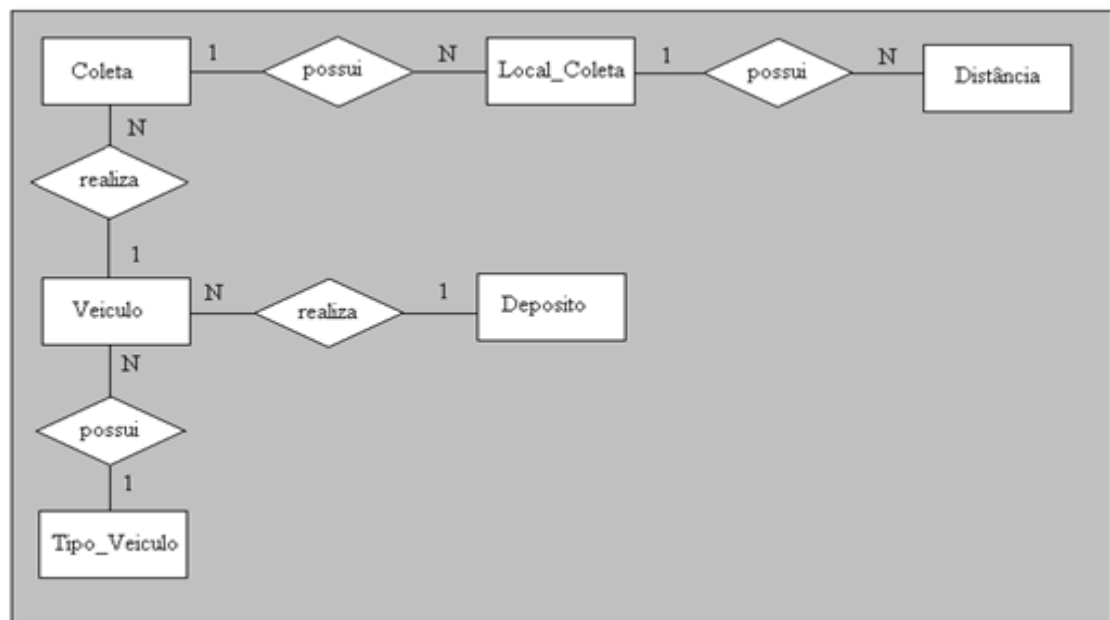 Coleta
1
possui
N
Local_Coleta
1
possui
N
Distância
N
realiza
1
Veiculo
N
realiza
1
Deposito
N
possui
1
Tipo_Veiculo